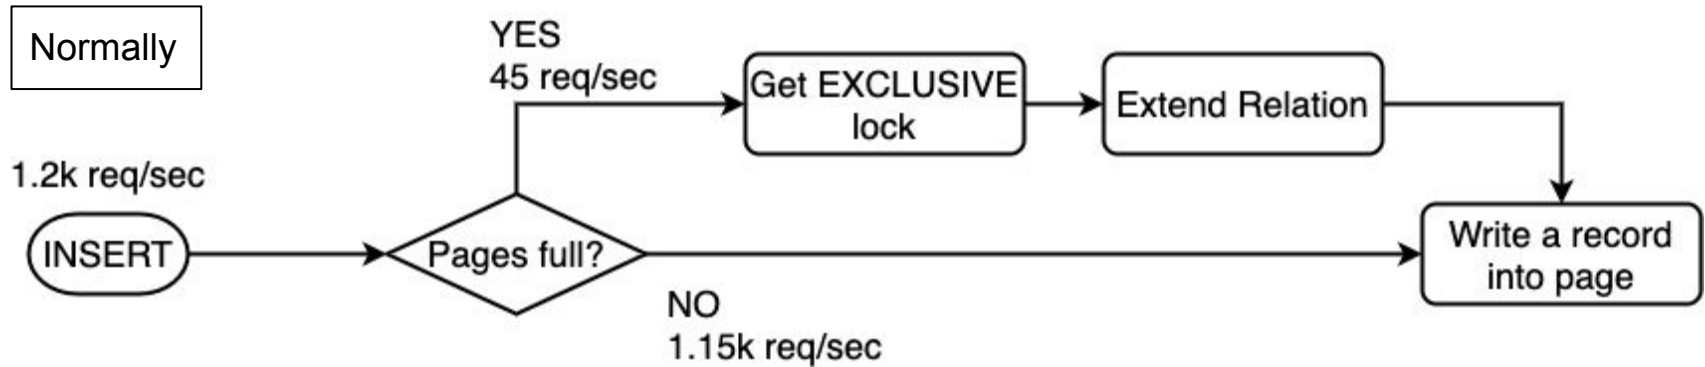 Normally
YES
45 req/sec
Get EXCLUSIVE
lock
Extend Relation
1.2k req/sec
INSERT
Pages full?
Write a record
into page
NO
1.15k req/sec